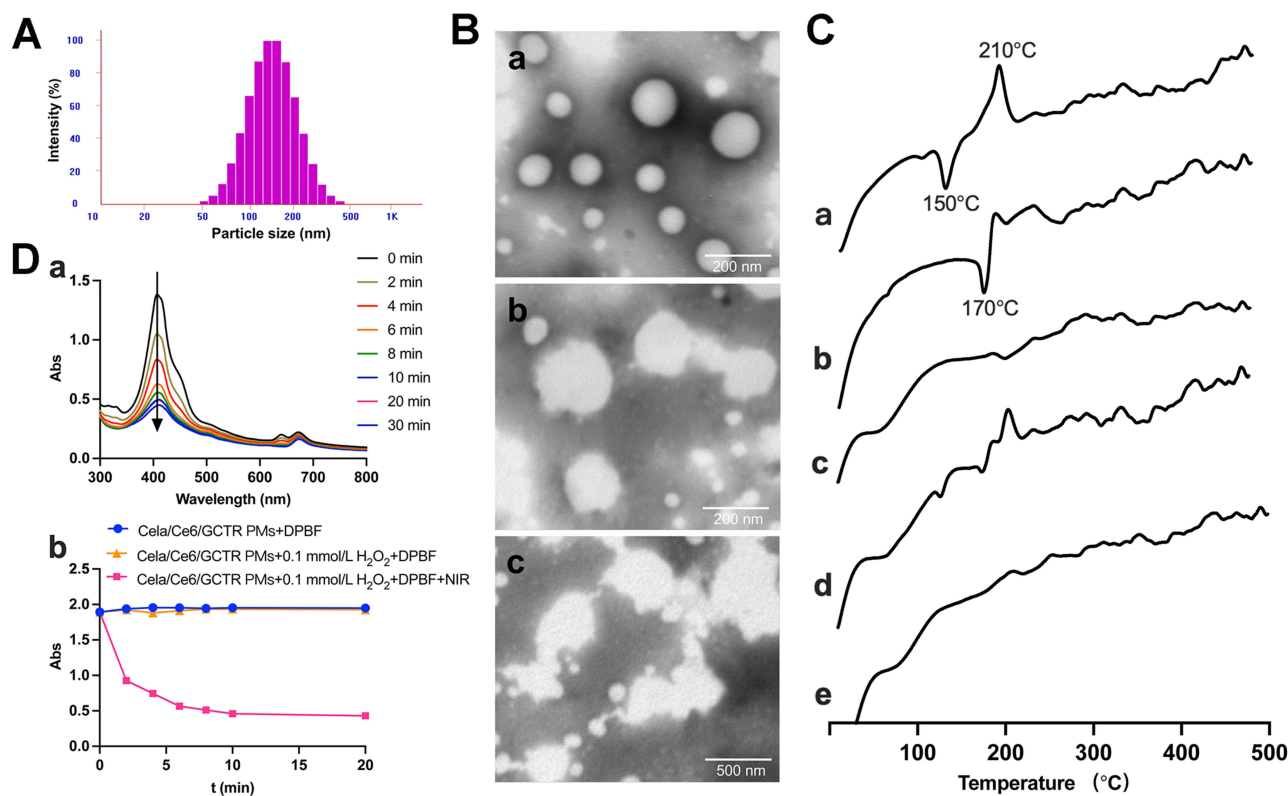 A
100
80
60
40
20
0
Intensity (%)
10
20
50
100
200
500
1K
Particle size (nm)
B
a
200 nm
b
200 nm
c
500 nm
C
210°C
150°C
a
170°C
b
c
d
e
100
200
300
400
500
Temperature (°C)
D
a
1.5
1.0
0.5
0.0
Abs
300
400
500
600
700
800
Wavelength (nm)
0 min
2 min
4 min
6 min
8 min
10 min
20 min
30 min
b
Cela/Ce6/GCTR PMs+DPBF
Cela/Ce6/GCTR PMs+0.1 mmol/L H₂O₂+DPBF
Cela/Ce6/GCTR PMs+0.1 mmol/L H₂O₂+DPBF+NIR
2.5
2.0
1.5
1.0
0.5
0.0
Abs
0
5
10
15
20
t (min)